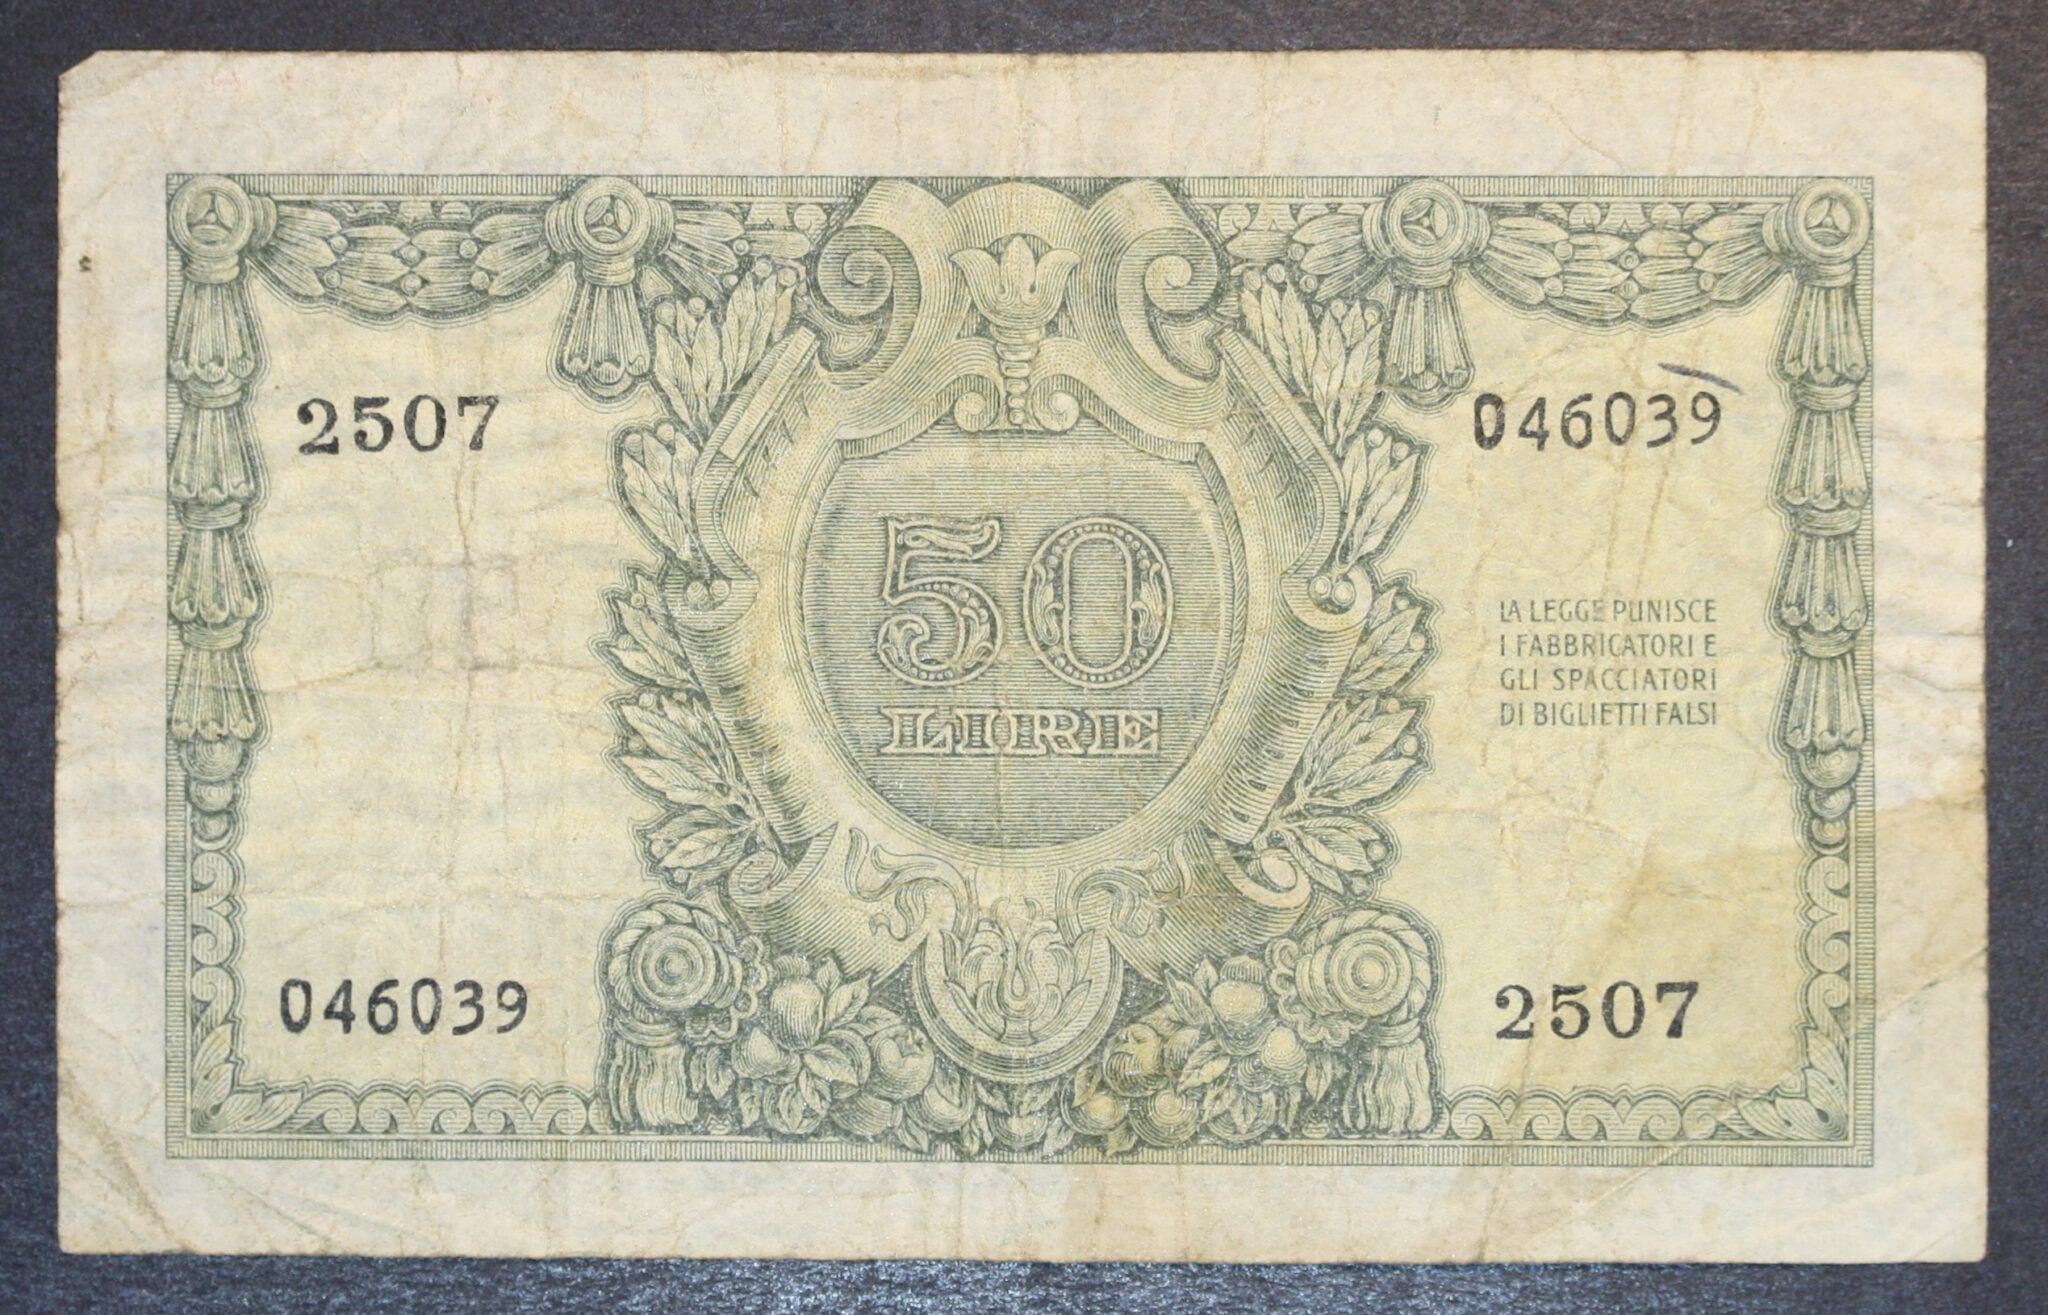 2507
046039
50
LIRE
LA LEGGE PUNISCE
I FABBRICATORI E
GLI SPACCIATORI
DI BIGLIETTI FALSI
046039
2507